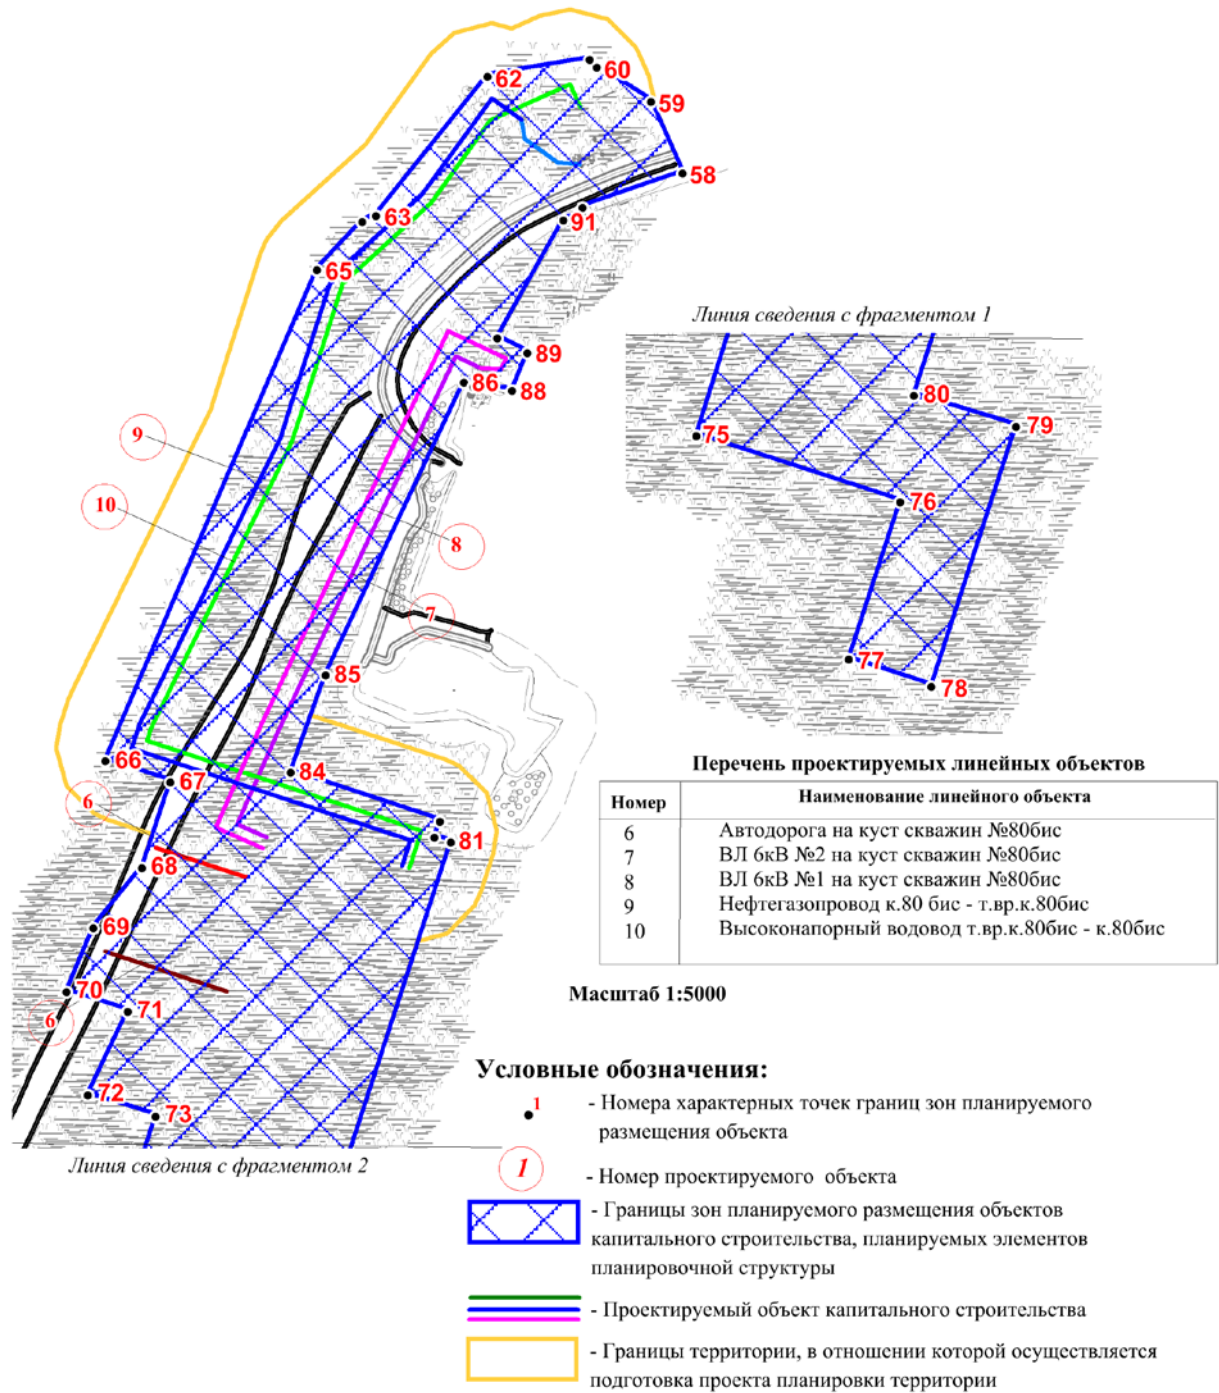 62
60
59
58
63
91
65
89
86
88
9
10
8
7
85
66
67
84
6
81
68
69
70
71
6
72
73
Линия сведения с фрагментом 2
Линия сведения с фрагментом 1
80
79
75
76
77
78
Перечень проектируемых линейных объектов
Номер Наименование линейного объекта
6 Автодорога на куст скважин №80бис
7 ВЛ 6кВ №2 на куст скважин №80бис
8 ВЛ 6кВ №1 на куст скважин №80бис
9 Нефтегазопровод к.80 бис - т.вр.к.80бис
10 Высоконапорный водовод т.вр.к.80бис - к.80бис
Масштаб 1:5000
Условные обозначения:
1 - Номера характерных точек границ зон планируемого
размещения объекта
1 - Номер проектируемого объекта
- Границы зон планируемого размещения объектов
капитального строительства, планируемых элементов
планировочной структуры
- Проектируемый объект капитального строительства
- Границы территории, в отношении которой осуществляется
подготовка проекта планировки территории